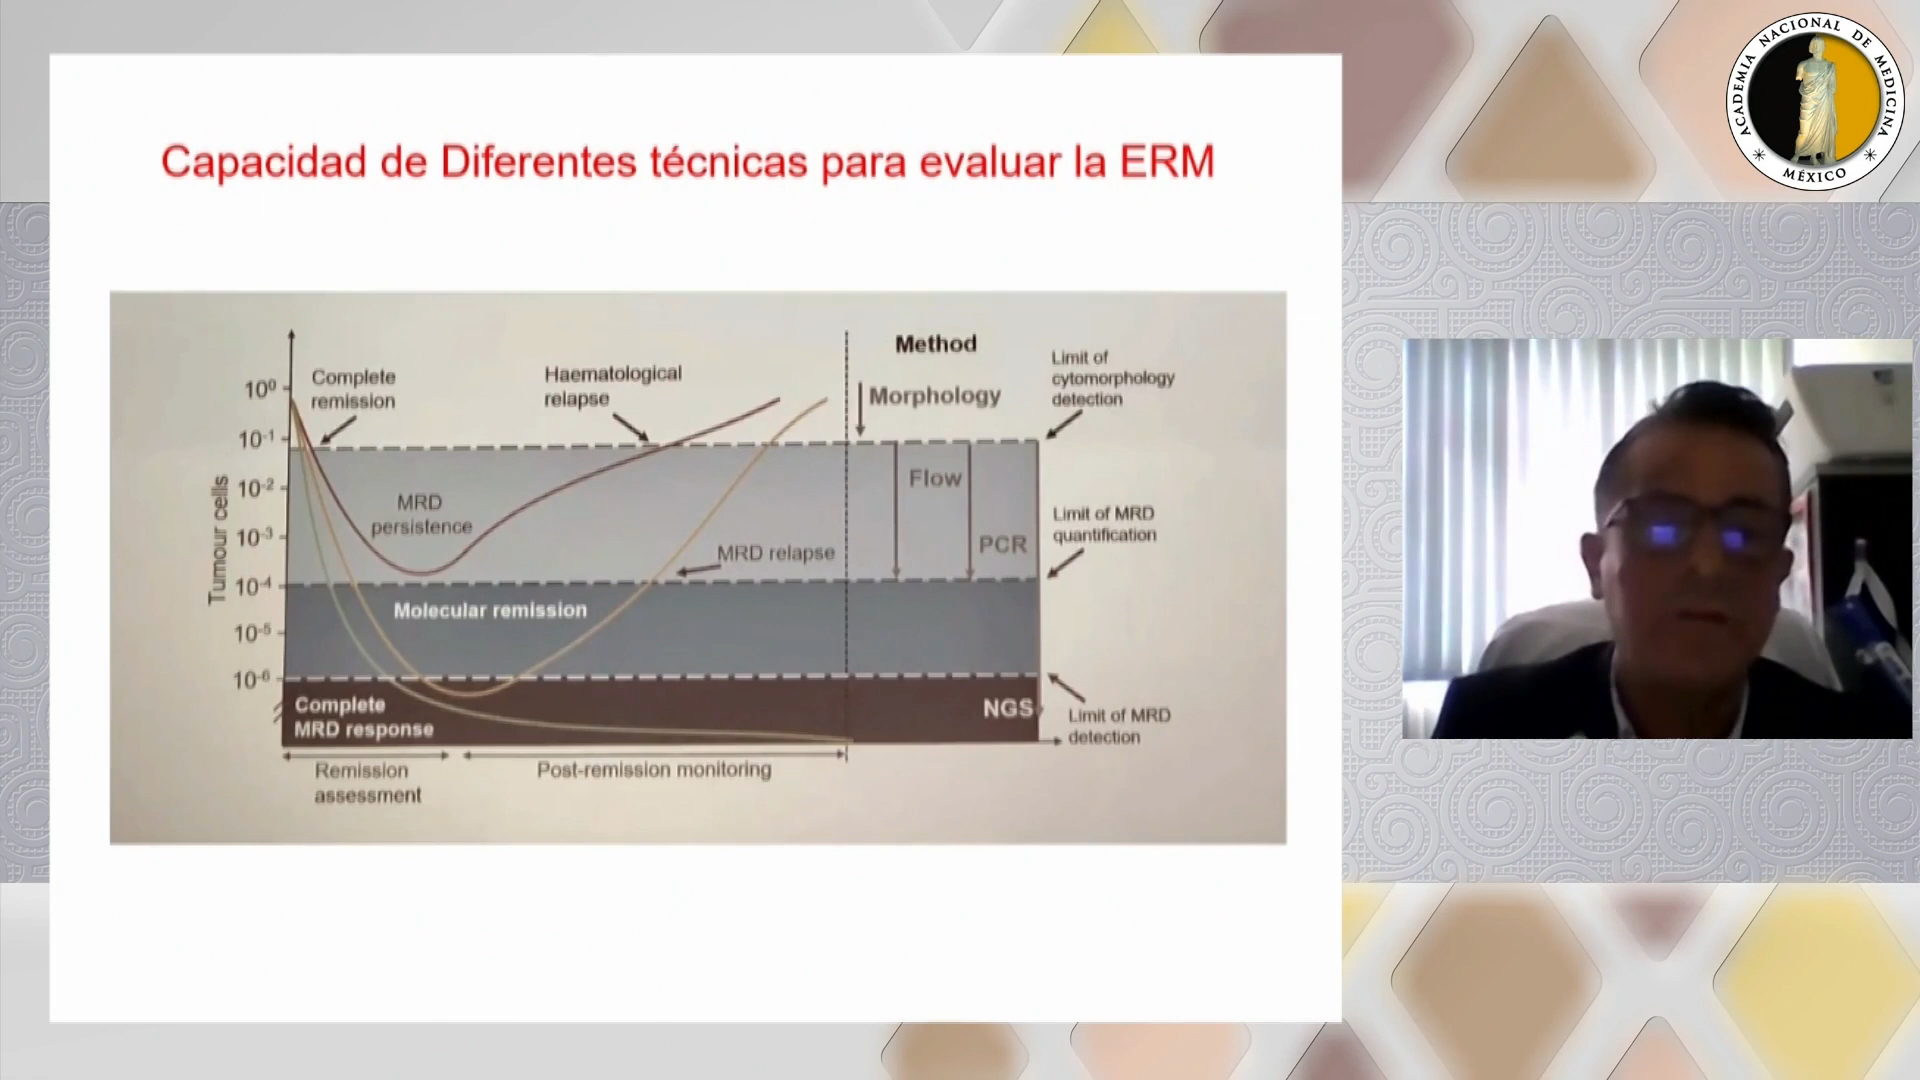 Capacidad de Diferentes técnicas para evaluar la ERM
ACADEMIA NACIONAL DE MEDICINA
MÉXICO
Tumour cells
10⁰
10⁻¹
10⁻²
10⁻³
10⁻⁴
10⁻⁵
10⁻⁶
Complete
remission
Haematological
relapse
MRD
persistence
MRD relapse
Molecular remission
Complete
MRD response
Remission
assessment
Post-remission monitoring
Method
Morphology
Flow
PCR
NGS
Limit of
cytomorphology
detection
Limit of MRD
quantification
Limit of MRD
detection